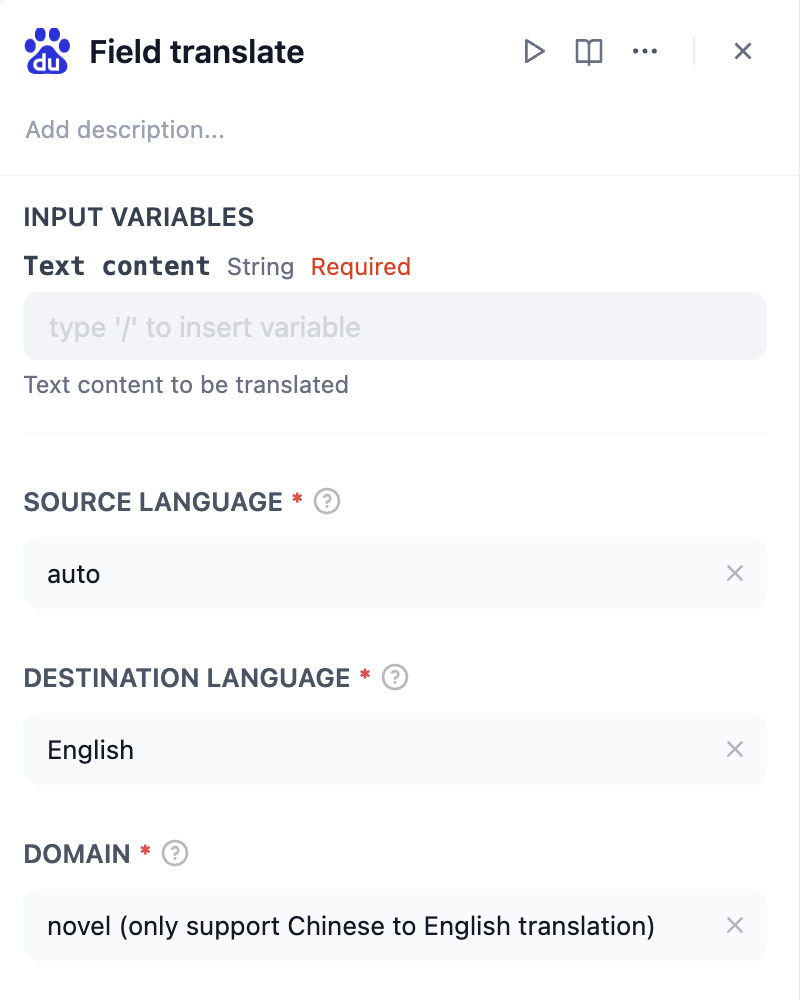 du
Field translate
Add description...
INPUT VARIABLES
Text content String Required
type '/' to insert variable
Text content to be translated
SOURCE LANGUAGE * ?
auto
DESTINATION LANGUAGE * ?
English
DOMAIN * ?
novel (only support Chinese to English translation)